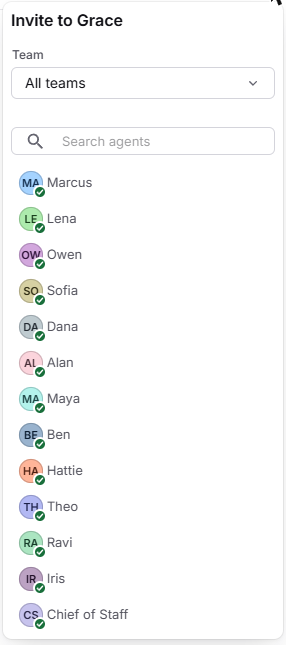 Invite to Grace
Team
All teams
Search agents
MA Marcus
LE Lena
OW Owen
SO Sofia
DA Dana
AL Alan
MA Maya
BE Ben
HA Hattie
TH Theo
RA Ravi
IR Iris
CS Chief of Staff